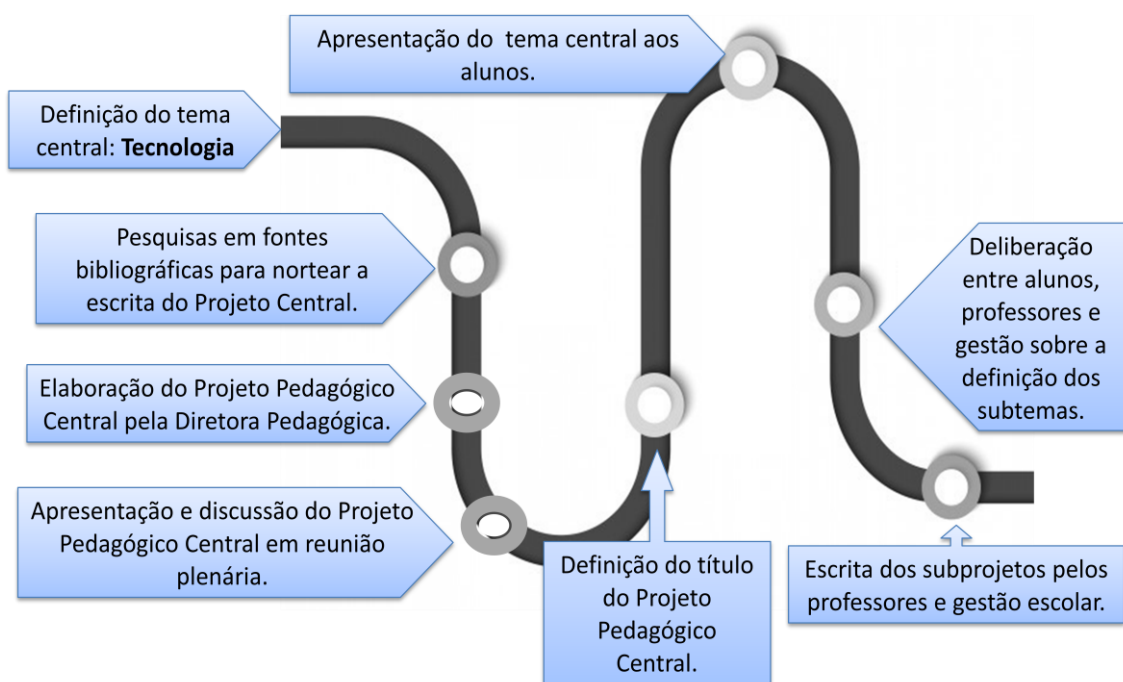 Definição do tema
central: Tecnologia
Pesquisas em fontes
bibliográficas para nortear a
escrita do Projeto Central.
Elaboração do Projeto Pedagógico
Central pela Diretora Pedagógica.
Apresentação e discussão do Projeto
Pedagógico Central em reunião
plenária.
Definição do título
do Projeto
Pedagógico
Central.
Apresentação do  tema central aos
alunos.
Deliberação
entre alunos,
professores e
gestão sobre a
definição dos
subtemas.
Escrita dos subprojetos pelos
professores e gestão escolar.